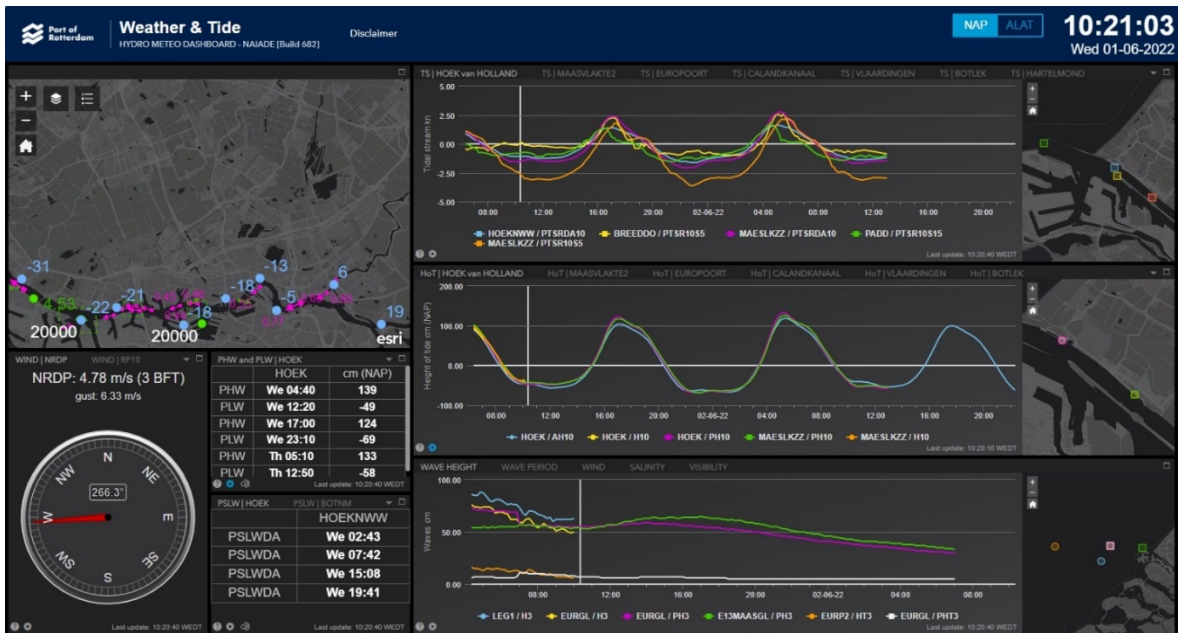 Port of
Rotterdam
Weather & Tide
HYDRO METEO DASHBOARD - NAIADE [Build 682]
Disclaimer
NAP ALAT
10:21:03
Wed 01-06-2022
-31
4,53
-22
-21
-18
-13
-18
-5
6
19
20000
20000
esri
WIND | NRDP WIND | RP10
NRDP: 4.78 m/s (3 BFT)
gust: 6.33 m/s
N
NE
E
SE
S
SW
W
NW
266.3°
Last update: 10:20:40 WEDT
PHW and PLW | HOEK
HOEK cm (NAP)
PHW We 04:40 139
PLW We 12:20 -49
PHW We 17:00 124
PLW We 23:10 -69
PHW Th 05:10 133
PLW Th 12:50 -58
Last update: 10:20:40 WEDT
PSLW | HOEK PSLW | BOTNM
HOEKNWW
PSLWDA We 02:43
PSLWDA We 07:42
PSLWDA We 15:08
PSLWDA We 19:41
Last update: 10:20:40 WEDT
TS | HOEK van HOLLAND TS | MAASVLAKTE2 TS | EUROPOORT TS | CALANDKANAAL TS | VLAARDINGEN TS | BOTLEK TS | HARTELMOND
Tidal stream kn
5.00
2.50
0.00
-2.50
-5.00
08:00 12:00 16:00 20:00 02-06-22 04:00 08:00 12:00 16:00 20:00
HOEKNWW / PTSRDA10 BREEDDO / PTSR10S5 MAESLKZZ / PTSRDA10 PADD / PTSR10S15
MAESLKZZ / PTSR10S5
Last update: 10:20:40 WEDT
HoT | HOEK van HOLLAND HoT | MAASVLAKTE2 HoT | EUROPOORT HoT | CALANDKANAAL HoT | VLAARDINGEN HoT | BOTLEK
Height of tide cm (NAP)
200.00
100.00
0.00
-100.00
08:00 12:00 16:00 20:00 02-06-22 04:00 08:00 12:00 16:00 20:00
HOEK / AH10 HOEK / H10 HOEK / PH10 MAESLKZZ / PH10 MAESLKZZ / H10
Last update: 10:20:10 WEDT
WAVE HEIGHT WAVE PERIOD WIND SALINITY VISIBILITY
Waves cm
100.00
50.00
0.00
08:00 12:00 16:00 20:00 02-06-22 04:00 08:00
LEG1 / H3 EURGL / H3 EURGL / PH3 E13MAASGL / PH3 EURP2 / HT3 EURGL / PHT3
Last update: 10:20:40 WEDT